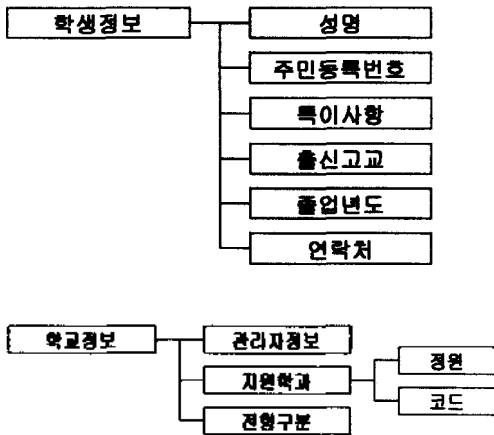 학생정보 성명
주민등록번호
특이사항
출신고교
졸업년도
연락처
학교정보 관리자정보
정원
지원학과
코드
전형구분